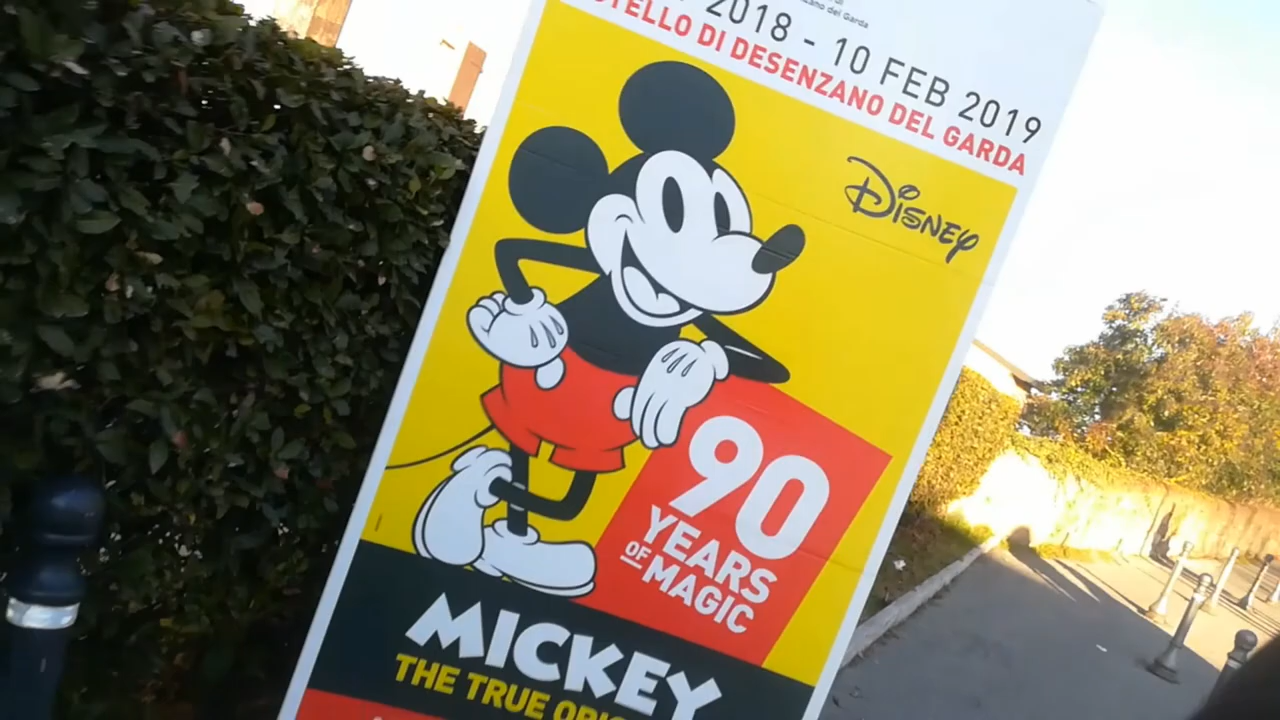 2018 - 10 FEB 2019
DI DESENZANO DEL GARDA
DISNEY
90
YEARS
OF MAGIC
MICKEY
THE TRUE